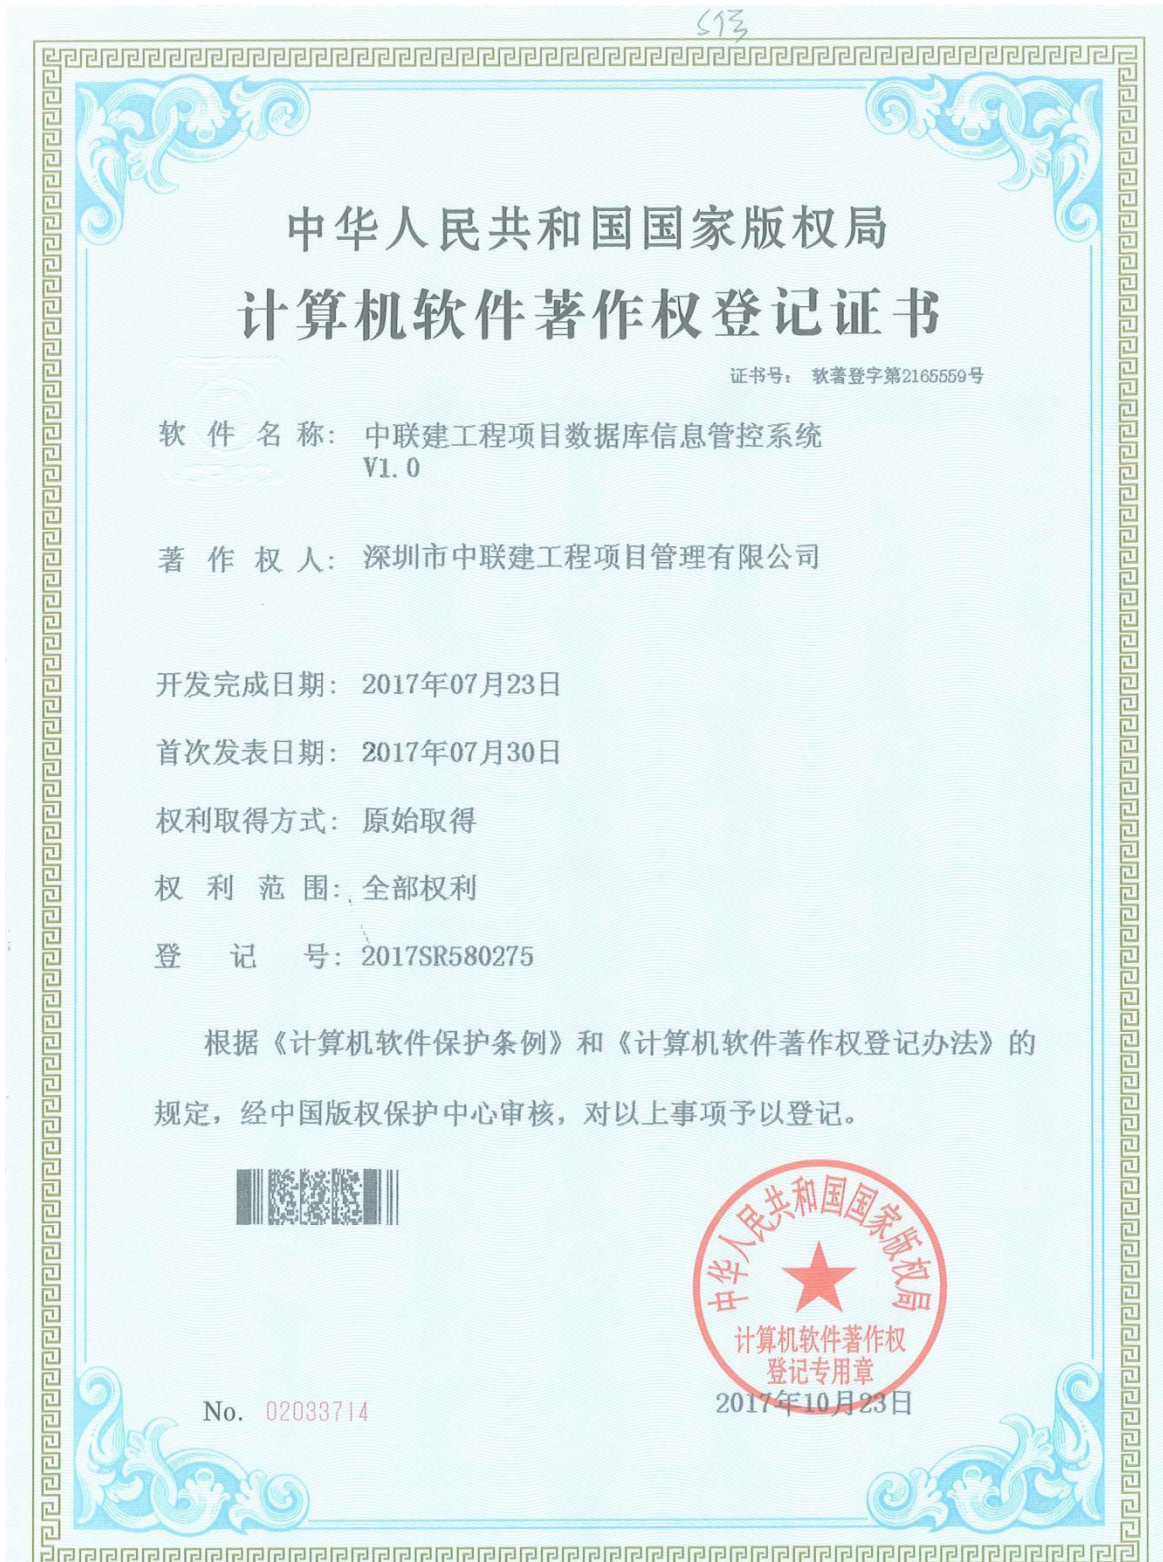 中华人民共和国国家版权局
计算机软件著作权登记证书
证书号： 软著登字第2165559号
软件名称： 中联建工程项目数据库信息管控系统
V1.0
著作权人： 深圳市中联建工程项目管理有限公司
开发完成日期： 2017年07月23日
首次发表日期： 2017年07月30日
权利取得方式： 原始取得
权利范围： 全部权利
登记号： 2017SR580275
根据《计算机软件保护条例》和《计算机软件著作权登记办法》的
规定，经中国版权保护中心审核，对以上事项予以登记。
中华人民共和国国家版权局
计算机软件著作权
登记专用章
2017年10月23日
No. 02033714